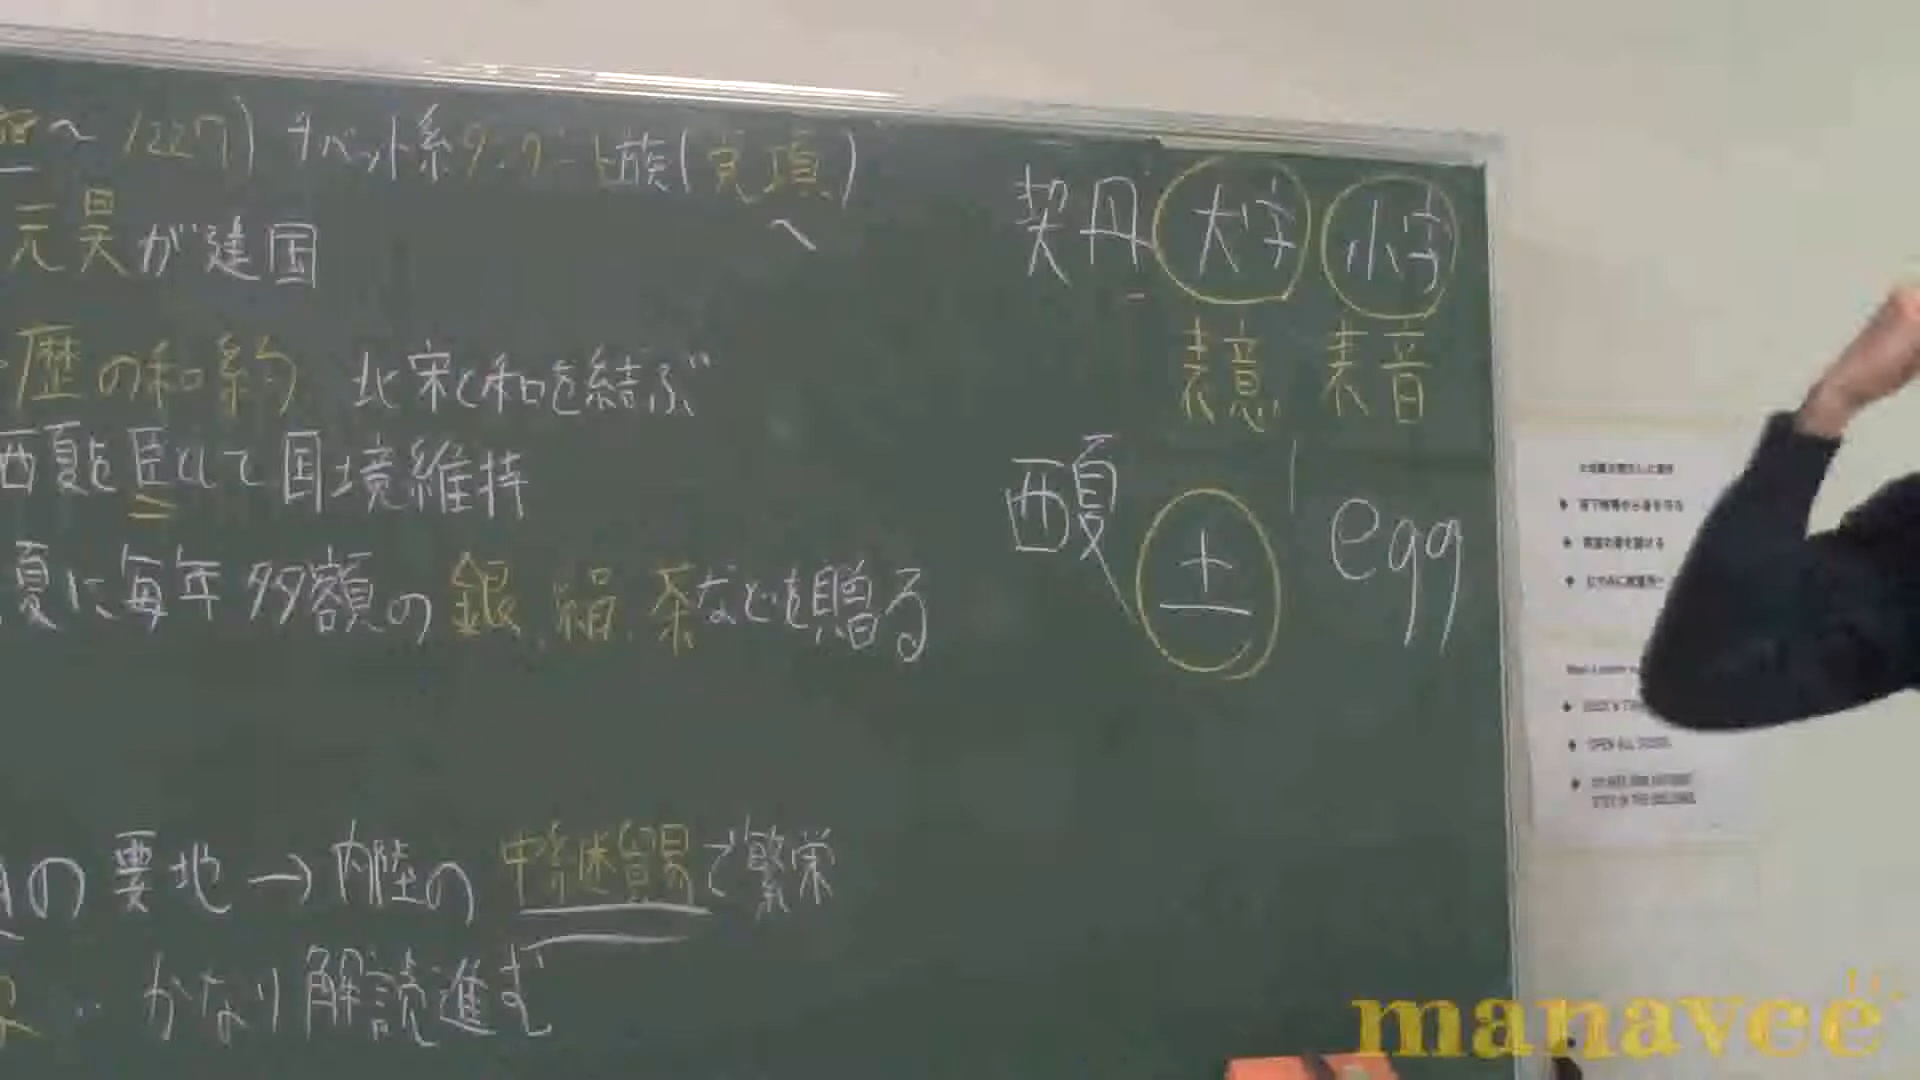 ～1227) チベット系タングート族(党項)
元昊が建国
暦の和約 北宋と和を結ぶ
西夏を臣として国境維持
夏に毎年多額の銀、絹、茶などを贈る
の要地→内陸の中継貿易で繁栄
かなり解読進む
契丹 大字 小字
表意 表音
西夏 土 egg
OPEN ALL DOORS
manavee